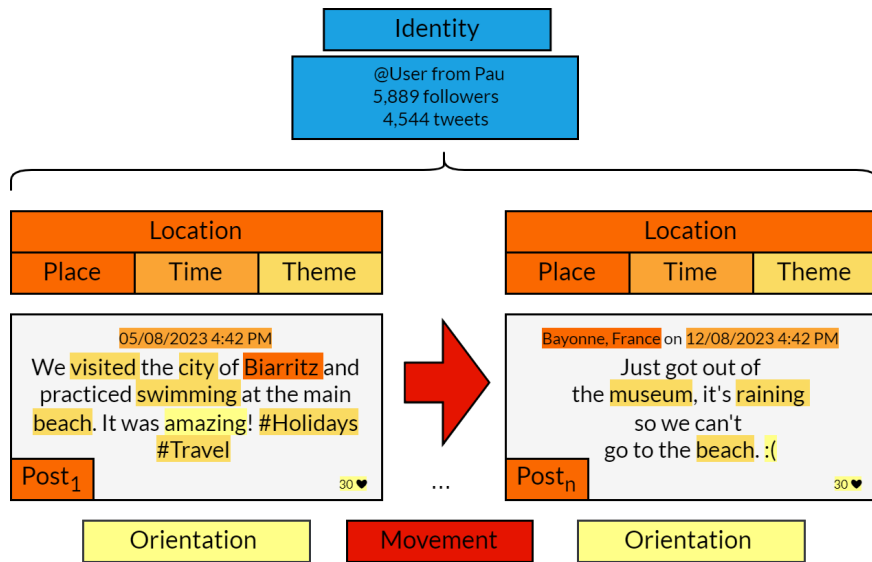 Identity
@User from Pau
5,889 followers
4,544 tweets
Location
Place Time Theme
05/08/2023 4:42 PM
We visited the city of Biarritz and
practiced swimming at the main
beach. It was amazing! #Holidays
#Travel
Post1
30 ♥
...
Location
Place Time Theme
Bayonne, France on 12/08/2023 4:42 PM
Just got out of
the museum, it's raining
so we can't
go to the beach. :(
Postn
30 ♥
Orientation
Movement
Orientation